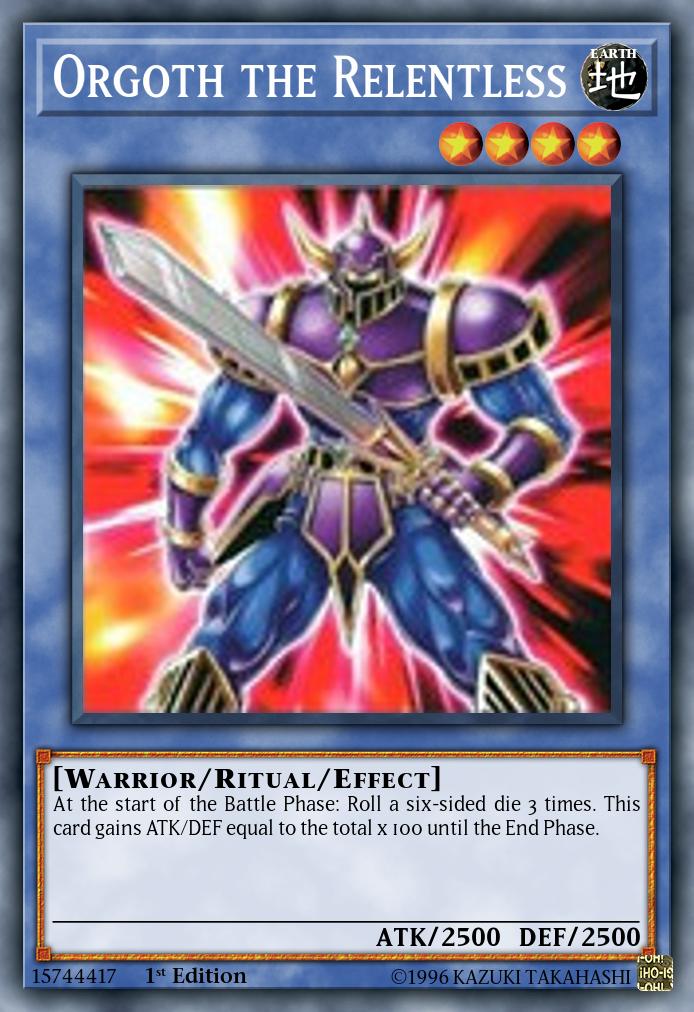 Orgoth the Relentless
EARTH
地
[Warrior/Ritual/Effect]
At the start of the Battle Phase: Roll a six-sided die 3 times. This
card gains ATK/DEF equal to the total x 100 until the End Phase.
ATK/2500 DEF/2500
15744417 1st Edition ©1996 KAZUKI TAKAHASHI